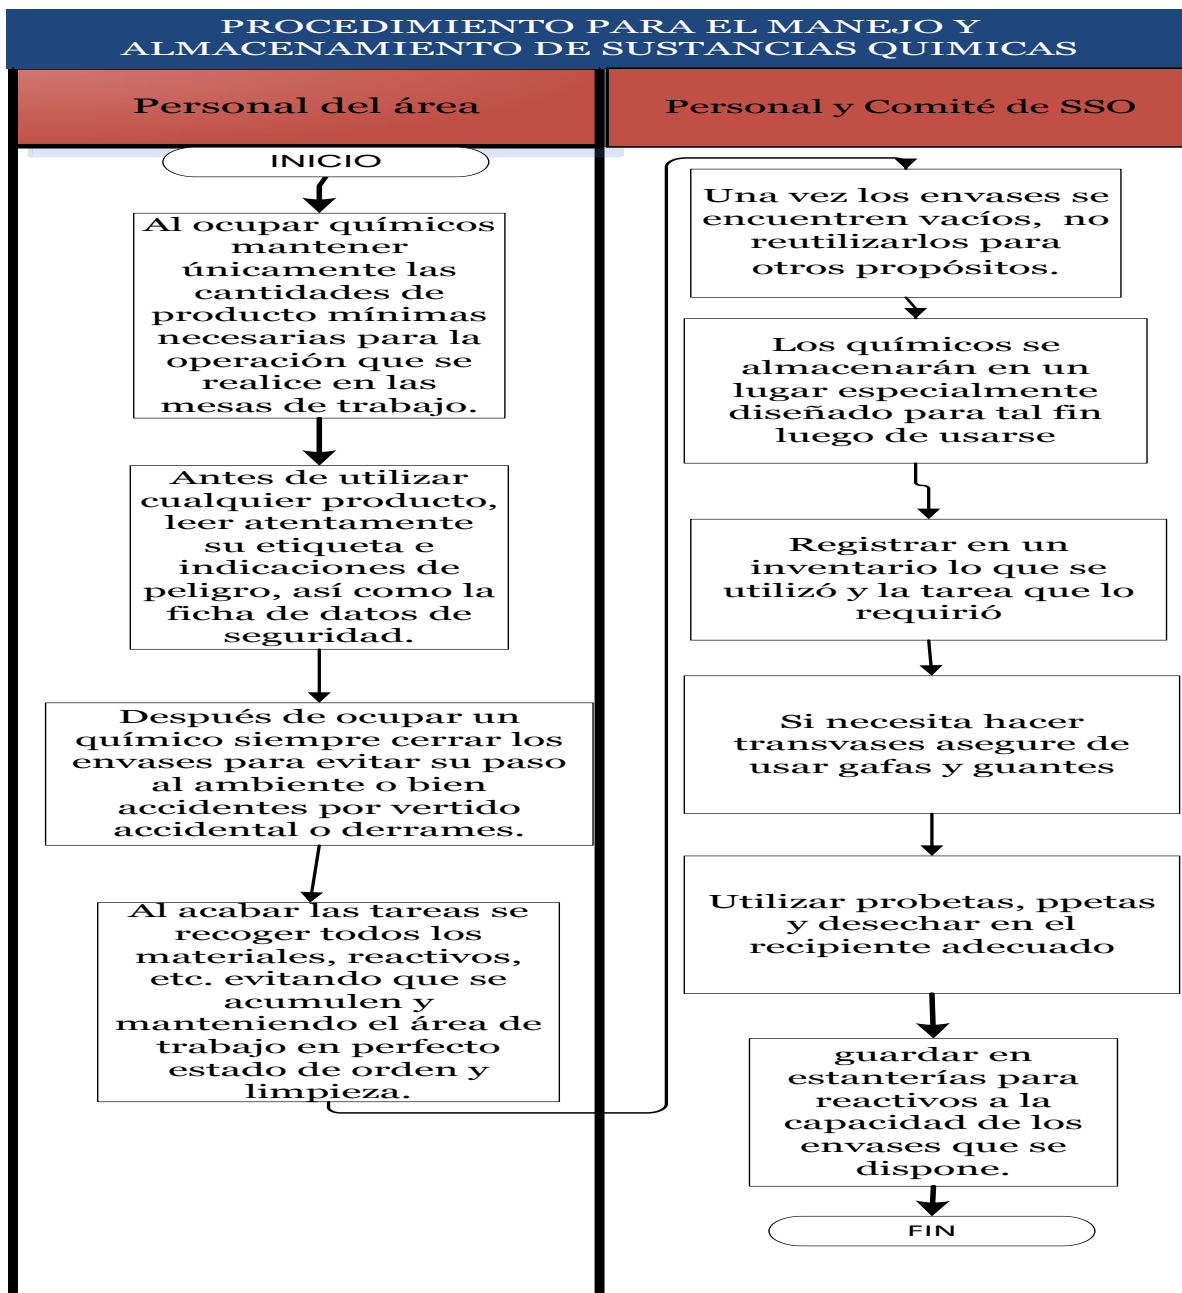 PROCEDIMIENTO PARA EL MANEJO Y
ALMACENAMIENTO DE SUSTANCIAS QUIMICAS
Personal del área
INICIO
Al ocupar químicos
mantener
únicamente las
cantidades de
producto mínimas
necesarias para la
operación que se
realice en las
mesas de trabajo.
Antes de utilizar
cualquier producto,
leer atentamente
su etiqueta e
indicaciones de
peligro, así como la
ficha de datos de
seguridad.
Después de ocupar un
químico siempre cerrar los
envases para evitar su paso
al ambiente o bien
accidentes por vertido
accidental o derrames.
Al acabar las tareas se
recoger todos los
materiales, reactivos,
etc. evitando que se
acumulen y
manteniendo el área de
trabajo en perfecto
estado de orden y
limpieza.
Personal y Comité de SSO
Una vez los envases se
encuentren vacíos, no
reutilizarlos para
otros propósitos.
Los químicos se
almacenarán en un
lugar especialmente
diseñado para tal fin
luego de usarse
Registrar en un
inventario lo que se
utilizó y la tarea que lo
requirió
Si necesita hacer
transvases asegure de
usar gafas y guantes
Utilizar probetas, ppetas
y desechar en el
recipiente adecuado
guardar en
estanterías para
reactivos a la
capacidad de los
envases que se
dispone.
FIN